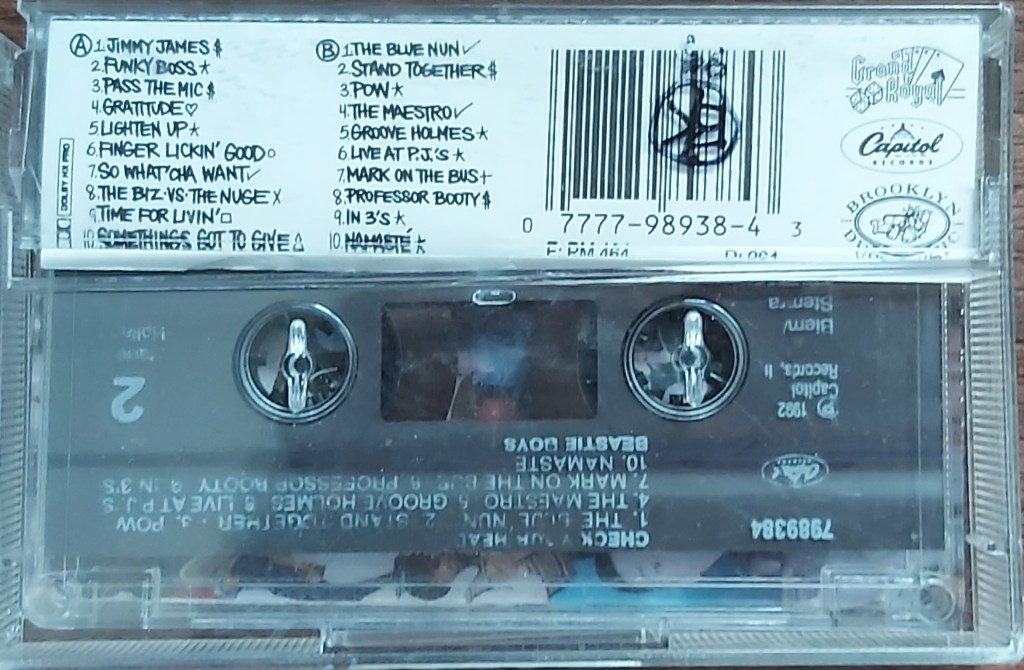 A 1. JIMMY JAMES $
2. FUNKY BOSS ☆
3. PASS THE MIC $
4. GRATITUDE ♡
5. LIGHTEN UP ☆
6. FINGER LICKIN' GOOD ○
7. SO WHAT'CHA WANT ✓
8. THE BIZ · VS · THE NUGE X
9. TIME FOR LIVIN' □
10. SOMETHINGS GOT TO GIVE △
DOLBY HX PRO
B 1. THE BLUE NUN ✓
2. STAND TOGETHER $
3. POW ☆
4. THE MAESTRO ✓
5. GROOVE HOLMES ☆
6. LIVE AT P.J.'S ☆
7. MARK ON THE BUS +
8. PROFESSOR BOOTY $
9. IN 3'S ☆
10. NAMASTÉ ☆
0 7777-98938-4 3
Grand Royal
Capitol
RECORDS
BROOKLYN
7989384
1. THE BLUE NUN 2. STAND TOGETHER · 3. POW
4. THE MAESTRO 5. GROOVE HOLMES 6. LIVE AT P.J.'S
7. MARK ON THE BUS 8. PROFESSOR BOOTY 9. IN 3'S
10. NAMASTE
BEASTIE BOYS
℗ 1992
Capitol
Records,
2